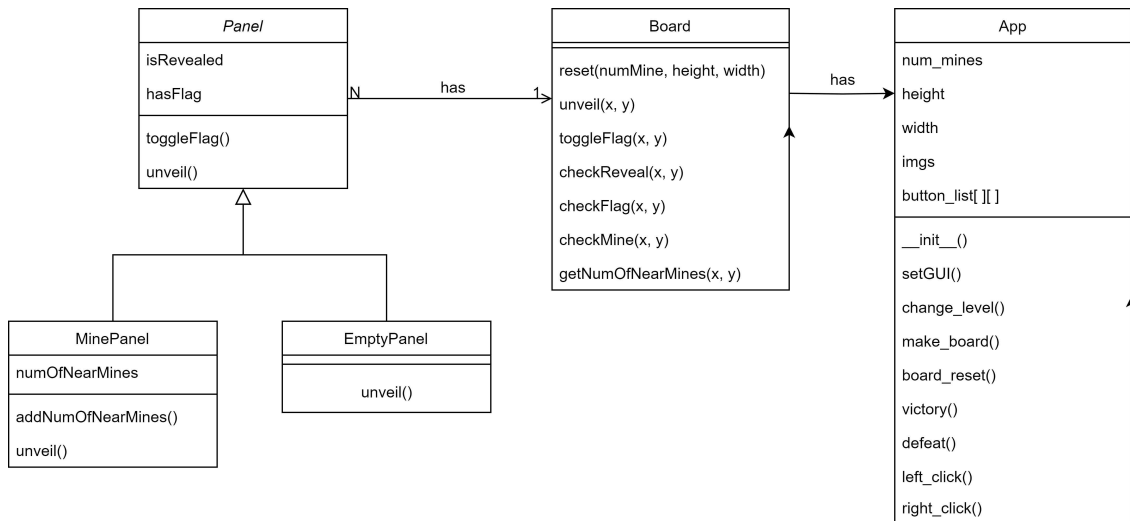 Panel
isRevealed
hasFlag
toggleFlag()
unveil()
N
has
1
Board
reset(numMine, height, width)
unveil(x, y)
toggleFlag(x, y)
checkReveal(x, y)
checkFlag(x, y)
checkMine(x, y)
getNumOfNearMines(x, y)
has
App
num_mines
height
width
imgs
button_list[ ][ ]
__init__()
setGUI()
change_level()
make_board()
board_reset()
victory()
defeat()
left_click()
right_click()
MinePanel
numOfNearMines
addNumOfNearMines()
unveil()
EmptyPanel
unveil()